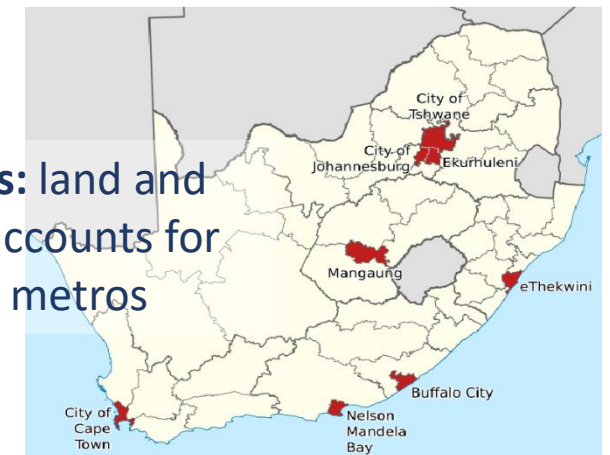 s: land and
ccounts for
metros
City of
Tshwane
City of
Johannesburg
Ekurhuleni
Mangaung
eThekwini
Buffalo City
Nelson
Mandela
Bay
City of
Cape
Town